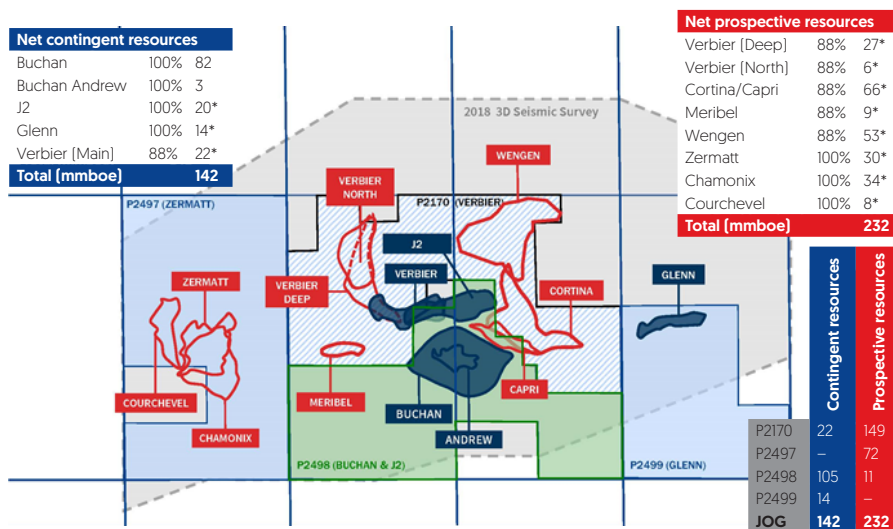 Net contingent resources
Buchan 100% 82
Buchan Andrew 100% 3
J2 100% 20*
Glenn 100% 14*
Verbier (Main) 88% 22*
Total (mmboe) 142
Net prospective resources
Verbier (Deep) 88% 27*
Verbier (North) 88% 6*
Cortina/Capri 88% 66*
Meribel 88% 9*
Wengen 88% 53*
Zermatt 100% 30*
Chamonix 100% 34*
Courchevel 100% 8*
Total (mmboe) 232
2018 3D Seismic Survey
WENGEN
VERBIER
NORTH
P2497 (ZERMATT)
P2170 (VERBIER)
J2
VERBIER
GLENN
ZERMATT
VERBIER
DEEP
CORTINA
COURCHEVEL
MERIBEL
CAPRI
BUCHAN
CHAMONIX
ANDREW
P2498 (BUCHAN & J2)
P2499 (GLENN)
Contingent resources
Prospective resources
P2170 22 149
P2497 – 72
P2498 105 11
P2499 14 –
JOG 142 232